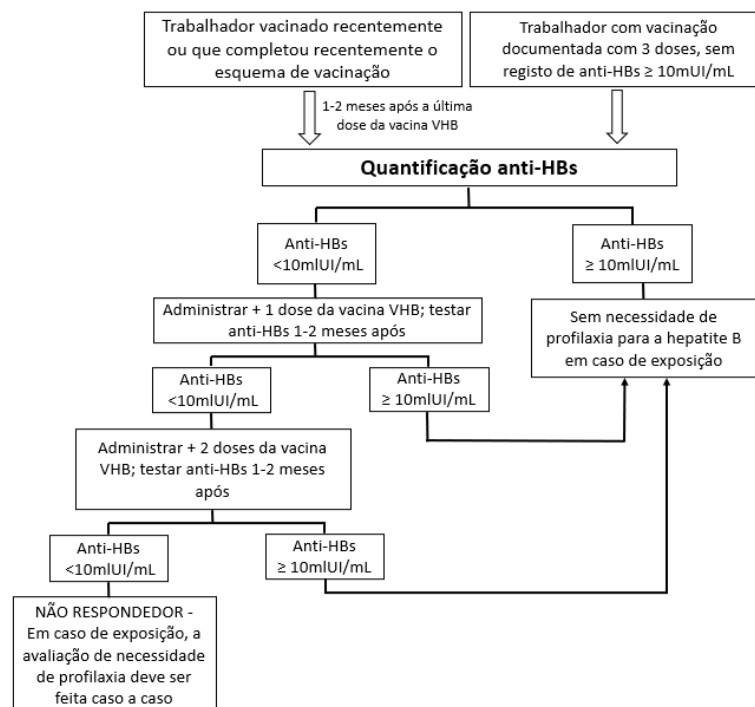 Trabalhador vacinado recentemente
ou que completou recentemente o
esquema de vacinação
Trabalhador com vacinação
documentada com 3 doses, sem
registo de anti-HBs ≥ 10mUI/mL
1-2 meses após a última
dose da vacina VHB
Quantificação anti-HBs
Anti-HBs
<10mlUI/mL
Anti-HBs
≥ 10mlUI/mL
Administrar + 1 dose da vacina VHB; testar
anti-HBs 1-2 meses após
Sem necessidade de
profilaxia para a hepatite B
em caso de exposição
Anti-HBs
<10mlUI/mL
Anti-HBs
≥ 10mlUI/mL
Administrar + 2 doses da vacina
VHB; testar anti-HBs 1-2 meses
após
Anti-HBs
<10mlUI/mL
Anti-HBs
≥ 10mlUI/mL
NÃO RESPONDEDOR -
Em caso de exposição, a
avaliação de necessidade
de profilaxia deve ser
feita caso a caso